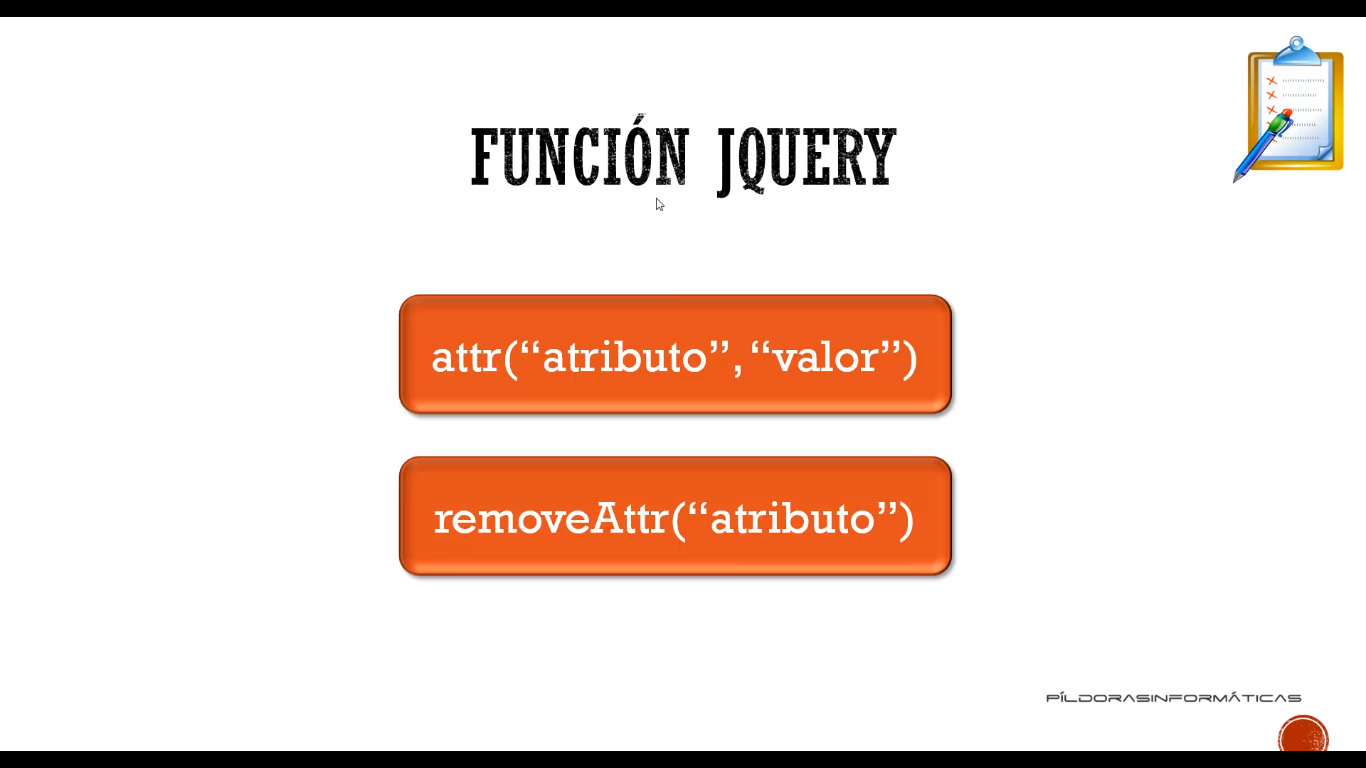 FUNCIÓN JQUERY
attr(“atributo”,“valor”)
removeAttr(“atributo”)
PÍLDORASINFORMÁTICAS